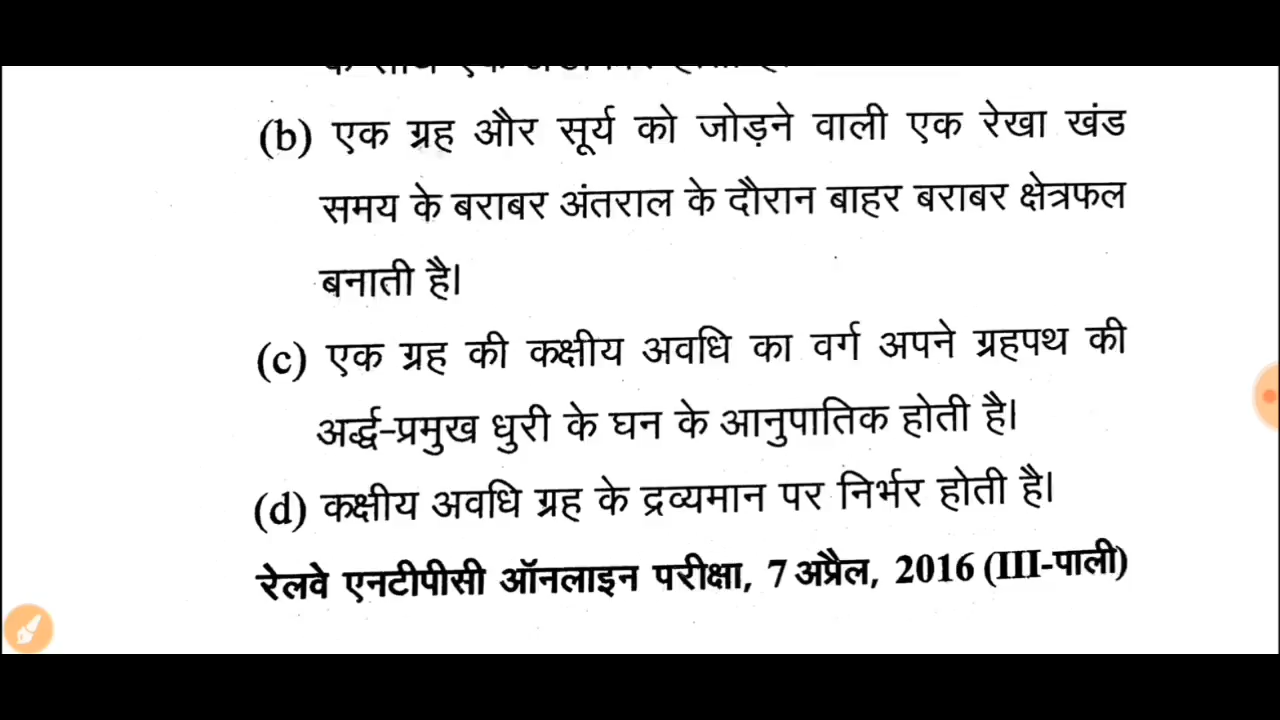 (b) एक ग्रह और सूर्य को जोड़ने वाली एक रेखा खंड
समय के बराबर अंतराल के दौरान बाहर बराबर क्षेत्रफल
बनाती है।
(c) एक ग्रह की कक्षीय अवधि का वर्ग अपने ग्रहपथ की
अर्द्ध-प्रमुख धुरी के घन के आनुपातिक होती है।
(d) कक्षीय अवधि ग्रह के द्रव्यमान पर निर्भर होती है।
रेलवे एनटीपीसी ऑनलाइन परीक्षा, 7 अप्रैल, 2016 (III-पाली)